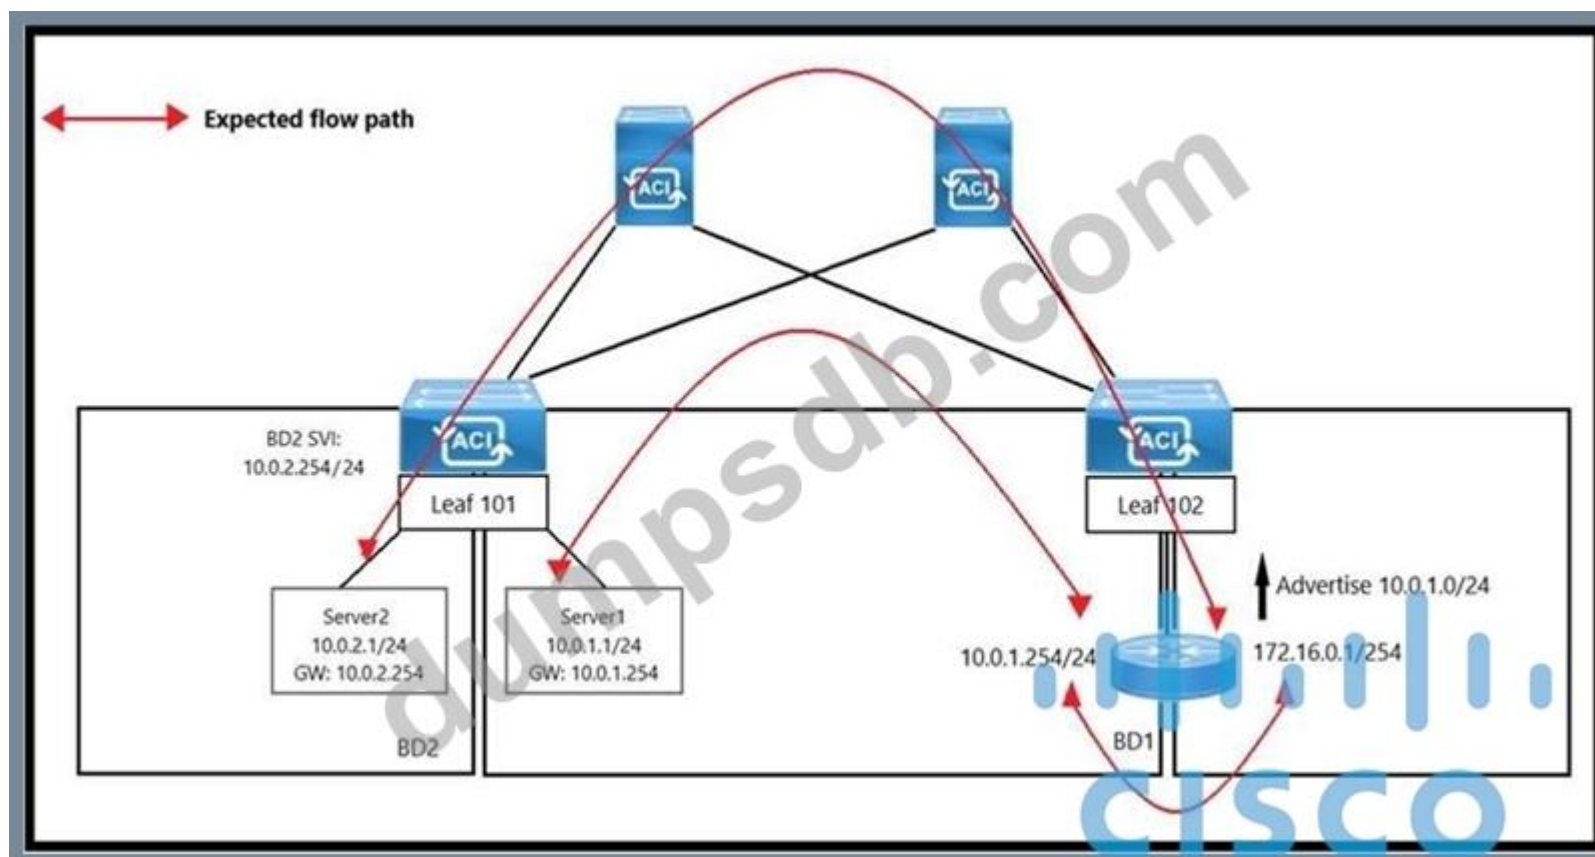 Expected flow path
ACI
ACI
BD2 SVI:
10.0.2.254/24
ACI
ACI
Leaf 101
Leaf 102
Server2
10.0.2.1/24
GW: 10.0.2.254
Server1
10.0.1.1/24
GW: 10.0.1.254
Advertise 10.0.1.0/24
10.0.1.254/24
172.16.0.1/254
BD2
BD1
dumpsdb.com
CISCO